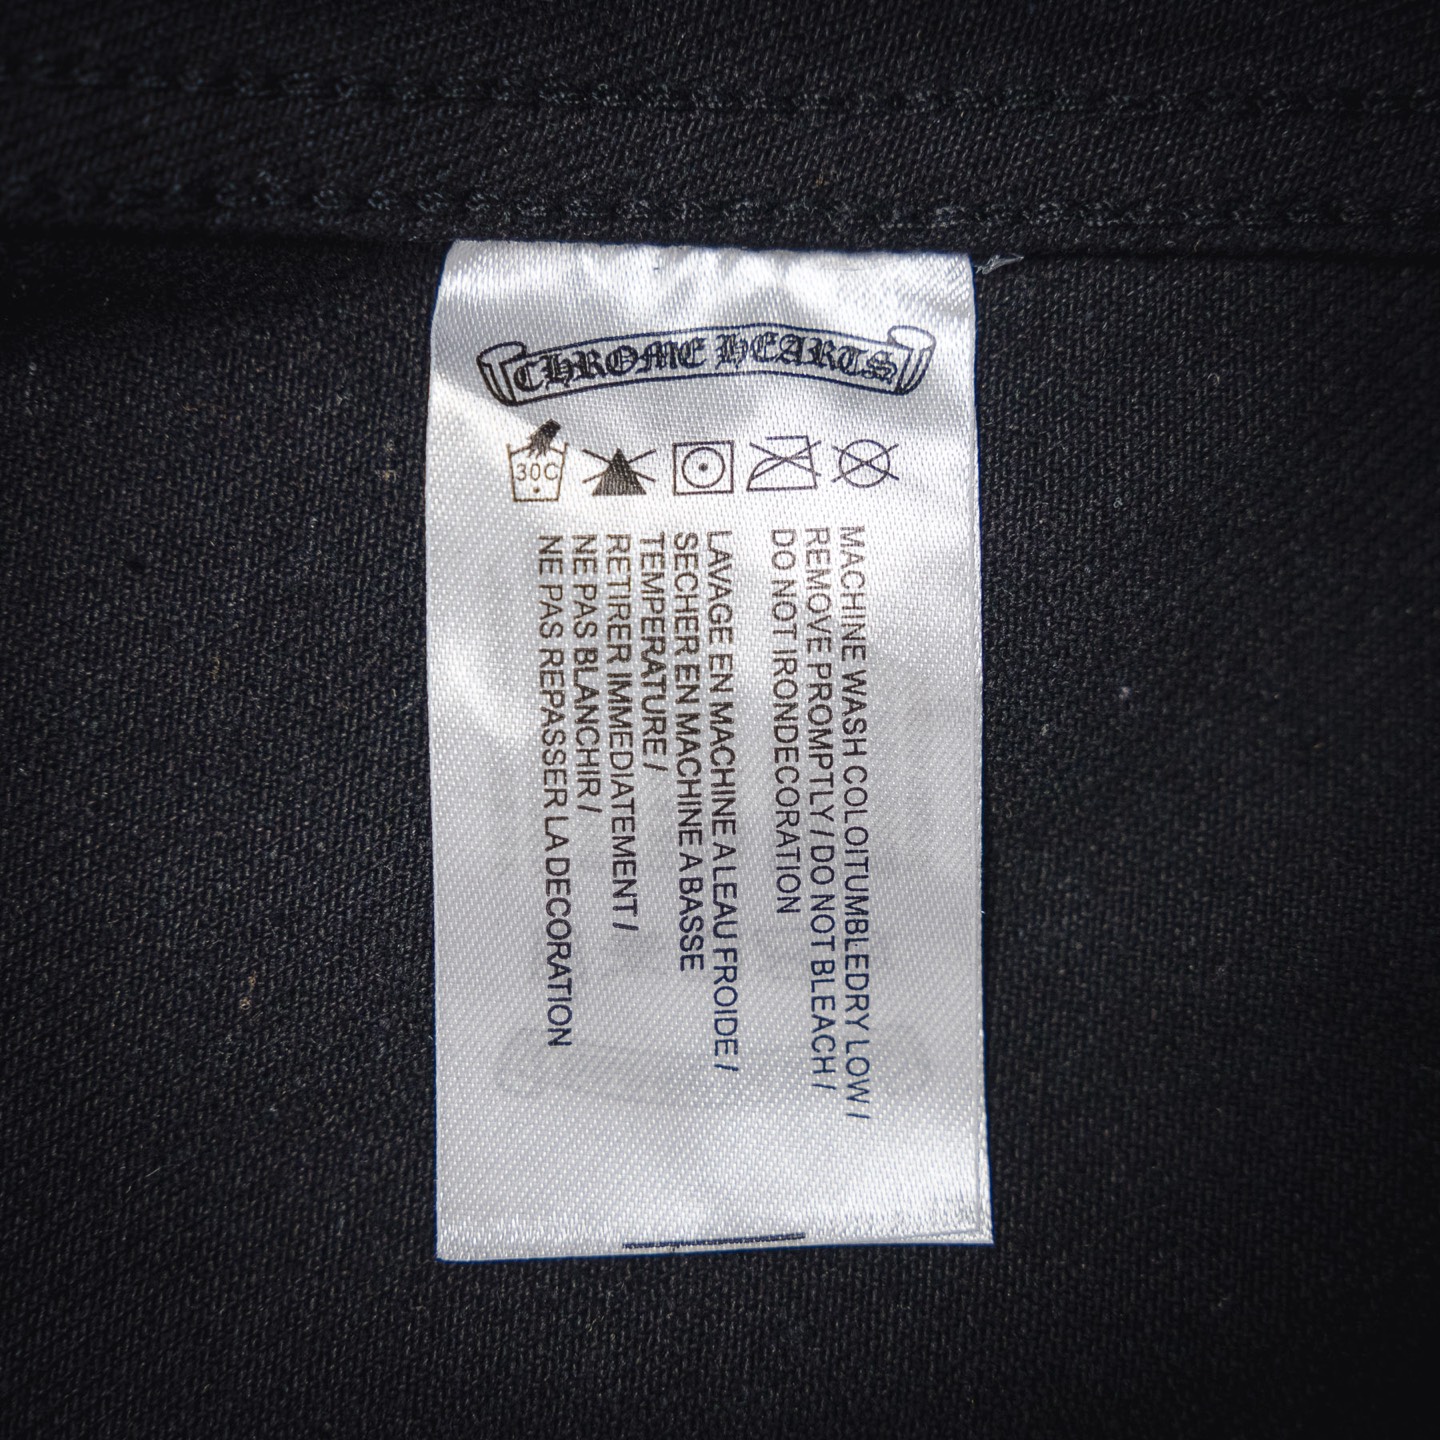 CHROME HEARTS
30C
MACHINE WASH COLOITUMBLEDRY LOW /
REMOVE PROMPTLY / DO NOT BLEACH /
DO NOT IRONDECORATION
LAVAGE EN MACHINE A LEAU FROIDE /
SECHER EN MACHINE A BASSE
TEMPERATURE /
RETIRER IMMEDIATEMENT /
NE PAS BLANCHIR /
NE PAS REPASSER LA DECORATION